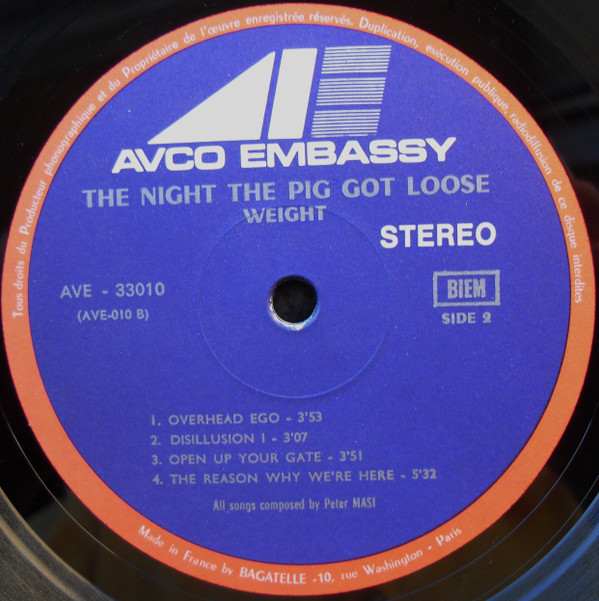 Tous droits du Producteur phonographique et du Propriétaire de l'œuvre enregistrée réservés. Duplication, exécution publique, radiodiffusion de ce disque interdites
AVCO EMBASSY
THE NIGHT THE PIG GOT LOOSE
WEIGHT
STEREO
AVE - 33010
(AVE-010 B)
BIEM
SIDE 2
1. OVERHEAD EGO - 3'53
2. DISILLUSION I - 3'07
3. OPEN UP YOUR GATE - 3'51
4. THE REASON WHY WE'RE HERE - 5'32
All songs composed by Peter MASI
Made in France by BAGATELLE -10, rue Washington - Paris